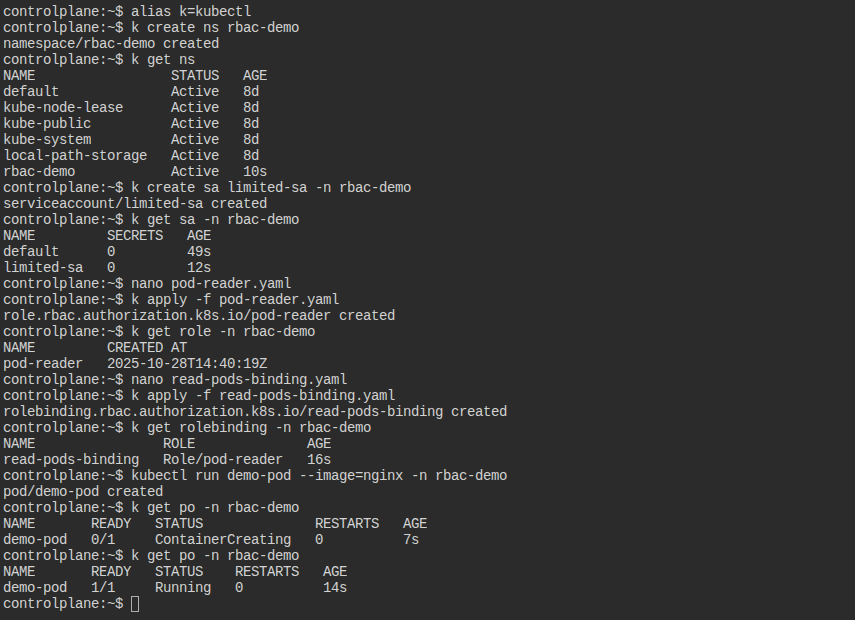 controlplane:~$ alias k=kubectl
controlplane:~$ k create ns rbac-demo
namespace/rbac-demo created
controlplane:~$ k get ns
NAME                 STATUS   AGE
default              Active   8d
kube-node-lease      Active   8d
kube-public          Active   8d
kube-system          Active   8d
local-path-storage   Active   8d
rbac-demo            Active   10s
controlplane:~$ k create sa limited-sa -n rbac-demo
serviceaccount/limited-sa created
controlplane:~$ k get sa -n rbac-demo
NAME         SECRETS   AGE
default      0         49s
limited-sa   0         12s
controlplane:~$ nano pod-reader.yaml
controlplane:~$ k apply -f pod-reader.yaml
role.rbac.authorization.k8s.io/pod-reader created
controlplane:~$ k get role -n rbac-demo
NAME         CREATED AT
pod-reader   2025-10-28T14:40:19Z
controlplane:~$ nano read-pods-binding.yaml
controlplane:~$ k apply -f read-pods-binding.yaml
rolebinding.rbac.authorization.k8s.io/read-pods-binding created
controlplane:~$ k get rolebinding -n rbac-demo
NAME                ROLE              AGE
read-pods-binding   Role/pod-reader   16s
controlplane:~$ kubectl run demo-pod --image=nginx -n rbac-demo
pod/demo-pod created
controlplane:~$ k get po -n rbac-demo
NAME       READY   STATUS              RESTARTS   AGE
demo-pod   0/1     ContainerCreating   0          7s
controlplane:~$ k get po -n rbac-demo
NAME       READY   STATUS    RESTARTS   AGE
demo-pod   1/1     Running   0          14s
controlplane:~$